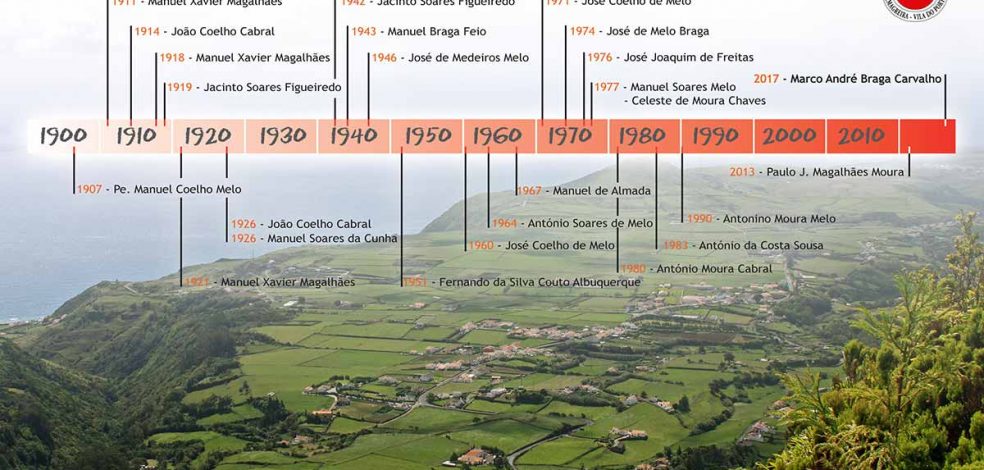 1911 - Manuel Xavier Magalhães
1942 - Jacinto Soares Figueiredo
1971 - José Coelho de Melo
MAGREIRA - VILA DO PORT
1914 - João Coelho Cabral
1943 - Manuel Braga Feio
1974 - José de Melo Braga
1918 - Manuel Xavier Magalhães
1946 - José de Medeiros Melo
1976 - José Joaquim de Freitas
1919 - Jacinto Soares Figueiredo
1977 - Manuel Soares Melo
- Celeste de Moura Chaves
2017 - Marco André Braga Carvalho
1900 1910 1920 1930 1940 1950 1960 1970 1980 1990 2000 2010
1907 - Pe. Manuel Coelho Melo
1967 - Manuel de Almada
2013 - Paulo J. Magalhães Moura
1926 - João Coelho Cabral
1926 - Manuel Soares da Cunha
1964 - António Soares de Melo
1990 - Antonino Moura Melo
1960 - José Coelho de Melo
1983 - António da Costa Sousa
1921 - Manuel Xavier Magalhães
1951 - Fernando da Silva Couto Albuquerque
1980 - António Moura Cabral